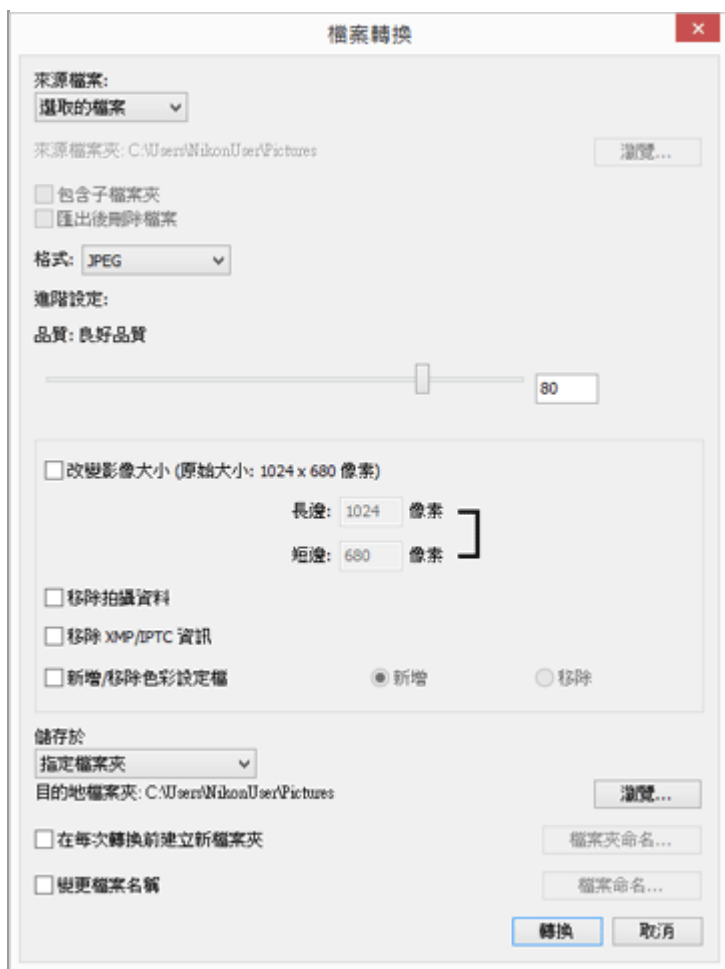 檔案轉換
來源檔案:
選取的檔案
來源檔案夾: C:\Users\NikonUser\Pictures 瀏覽...
包含子檔案夾
匯出後刪除檔案
格式: JPEG
進階設定:
品質: 良好品質
80
改變影像大小 (原始大小: 1024 x 680 像素)
長邊: 1024 像素
短邊: 680 像素
移除拍攝資料
移除 XMP/IPTC 資訊
新增/移除色彩設定檔 新增 移除
儲存於
指定檔案夾
目的地檔案夾: C:\Users\NikonUser\Pictures 瀏覽...
在每次轉換前建立新檔案夾 檔案夾命名...
變更檔案名稱 檔案命名...
轉換 取消